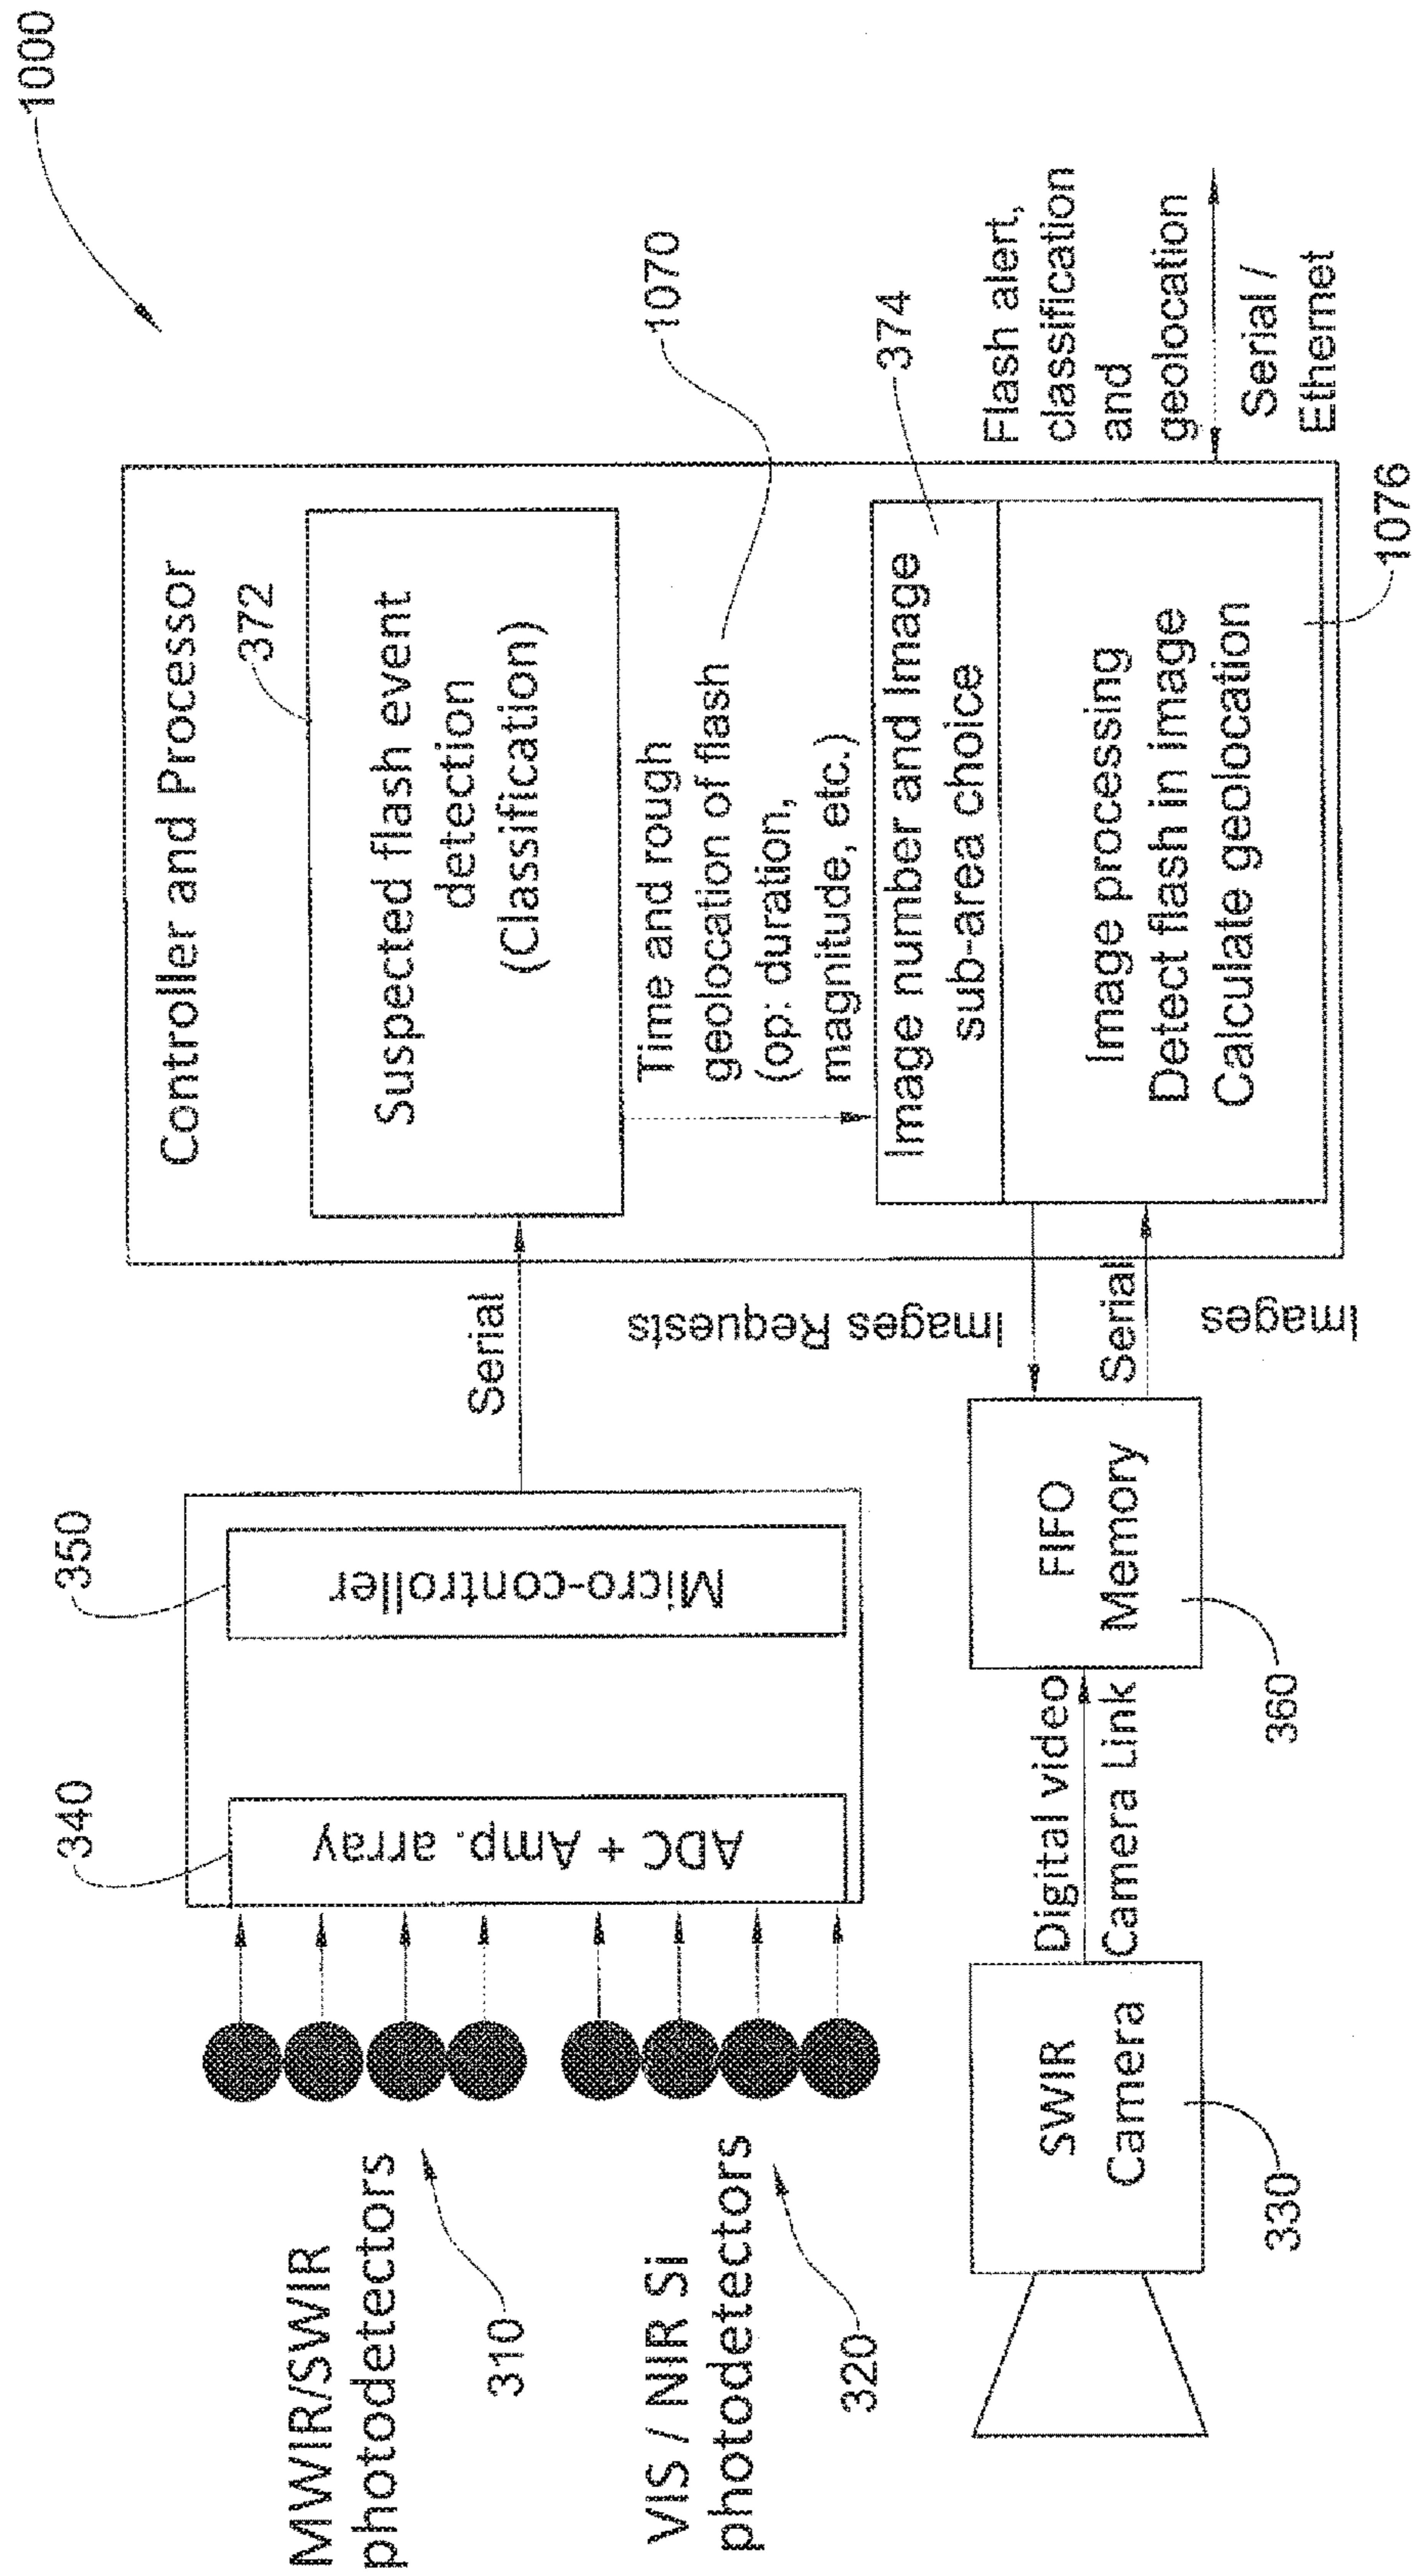 1000
Controller and Processor
372
Suspected flash event
detection
(Classification)
Time and rough
geolocation of flash
(op: duration,
magnitude, etc.)
1070
374
Image number and Image
sub-area choice
Image processing
Detect flash in image
Calculate geolocation
1076
Flash alert,
classification
and
geolocation
Serial /
Ethernet
Serial
Images Requests
Serial
Images
350
Micro-controller
340
ADC + Amp. array
FIFO
Memory
360
Digital video
Camera Link
MWIR/SWIR
photodetectors
310
VIS / NIR Si
photodetectors
320
SWIR
Camera
330